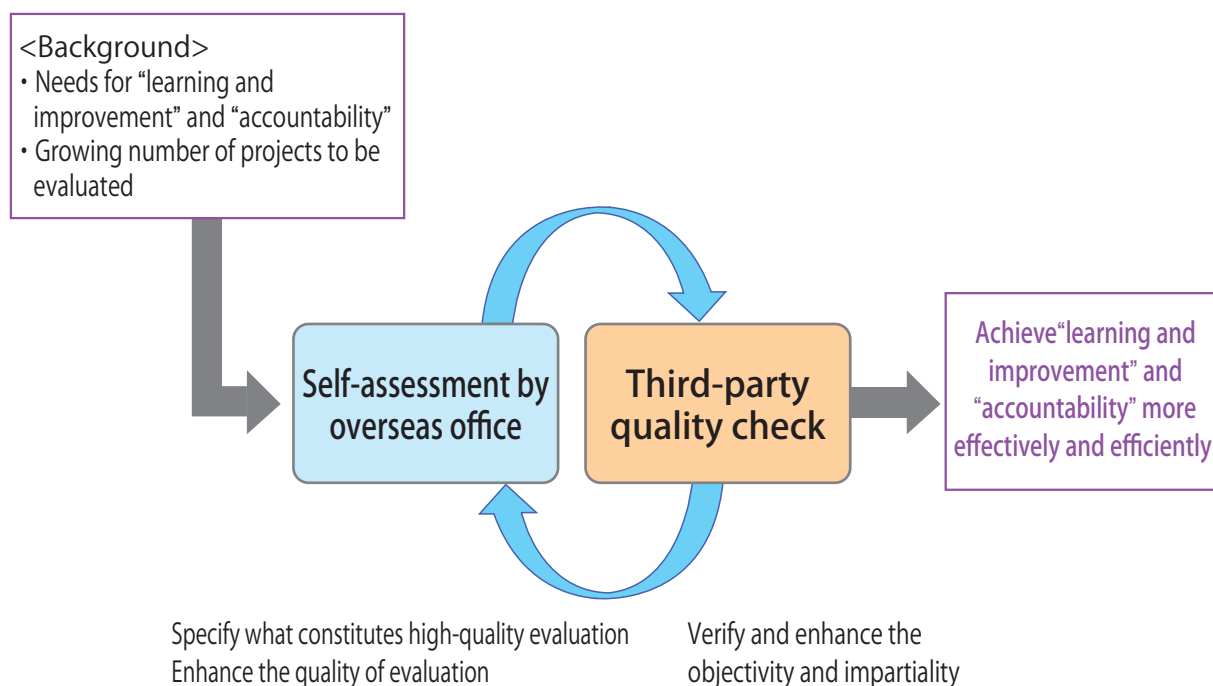 <Background>
・Needs for “learning and
improvement” and “accountability”
・Growing number of projects to be
evaluated
Self-assessment by
overseas office
Third-party
quality check
Achieve“learning and
improvement” and
“accountability” more
effectively and efficiently
Specify what constitutes high-quality evaluation
Enhance the quality of evaluation
Verify and enhance the
objectivity and impartiality